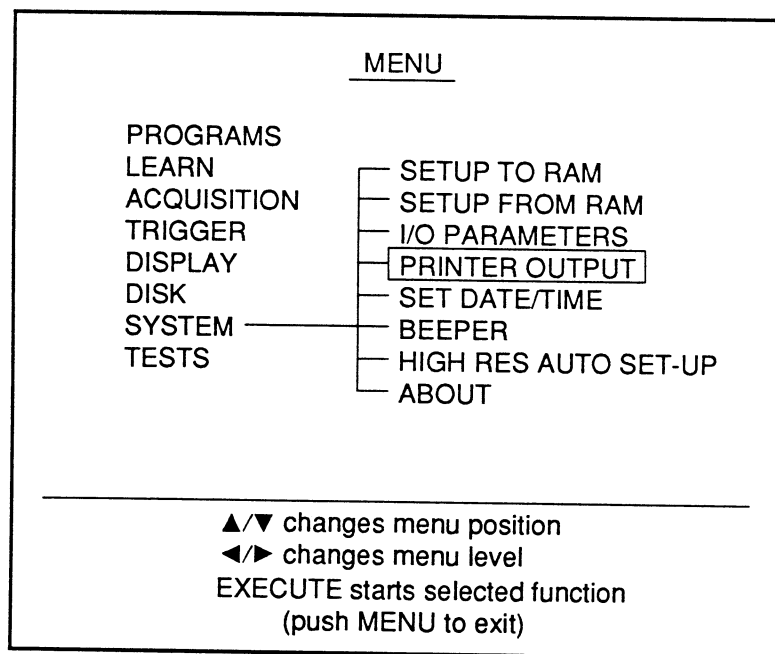 MENU
PROGRAMS
LEARN
ACQUISITION
TRIGGER
DISPLAY
DISK
SYSTEM
TESTS
SETUP TO RAM
SETUP FROM RAM
I/O PARAMETERS
PRINTER OUTPUT
SET DATE/TIME
BEEPER
HIGH RES AUTO SET-UP
ABOUT
▲/▼ changes menu position
◄/► changes menu level
EXECUTE starts selected function
(push MENU to exit)